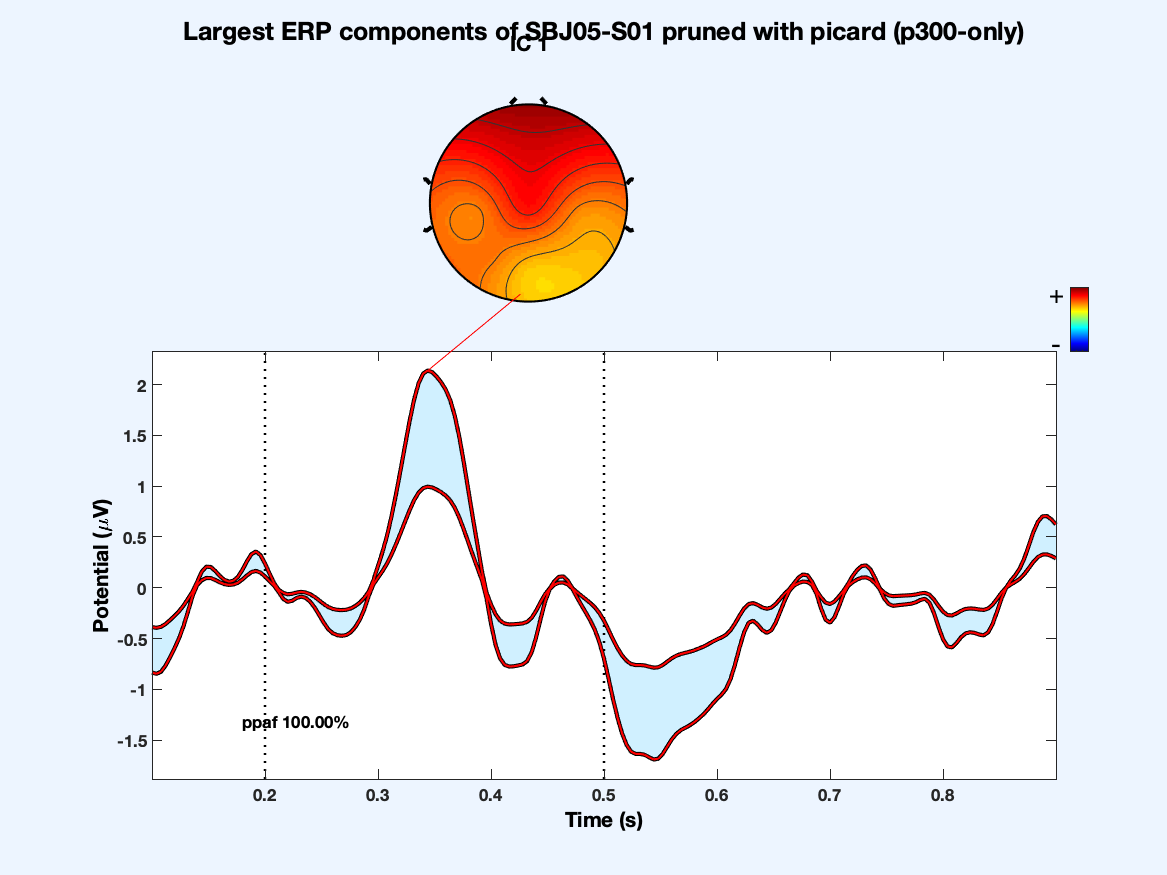 Largest ERP components of SBJ05-S01 pruned with picard (p300-only)
IC 1
+
-
2
1.5
1
0.5
0
-0.5
-1
-1.5
Potential (μV)
ppaf 100.00%
0.2 0.3 0.4 0.5 0.6 0.7 0.8
Time (s)